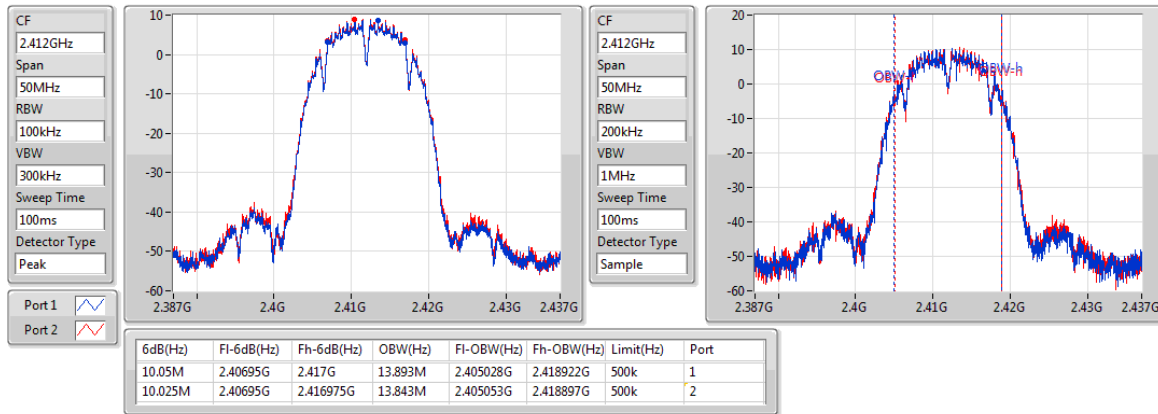 CF
2.412GHz
Span
50MHz
RBW
100kHz
VBW
300kHz
Sweep Time
100ms
Detector Type
Peak
Port 1
Port 2
10
0
-10
-20
-30
-40
-50
-60
2.387G 2.4G 2.41G 2.42G 2.437G
CF
2.412GHz
Span
50MHz
RBW
200kHz
VBW
1MHz
Sweep Time
100ms
Detector Type
Sample
20
10
0
-10
-20
-30
-40
-50
-60
OBW-h
2.387G 2.4G 2.41G 2.42G 2.437G
6dB(Hz) Fl-6dB(Hz) Fh-6dB(Hz) OBW(Hz) Fl-OBW(Hz) Fh-OBW(Hz) Limit(Hz) Port
10.05M 2.40695G 2.417G 13.893M 2.405028G 2.418922G 500k 1
10.025M 2.40695G 2.416975G 13.843M 2.405053G 2.418897G 500k 2